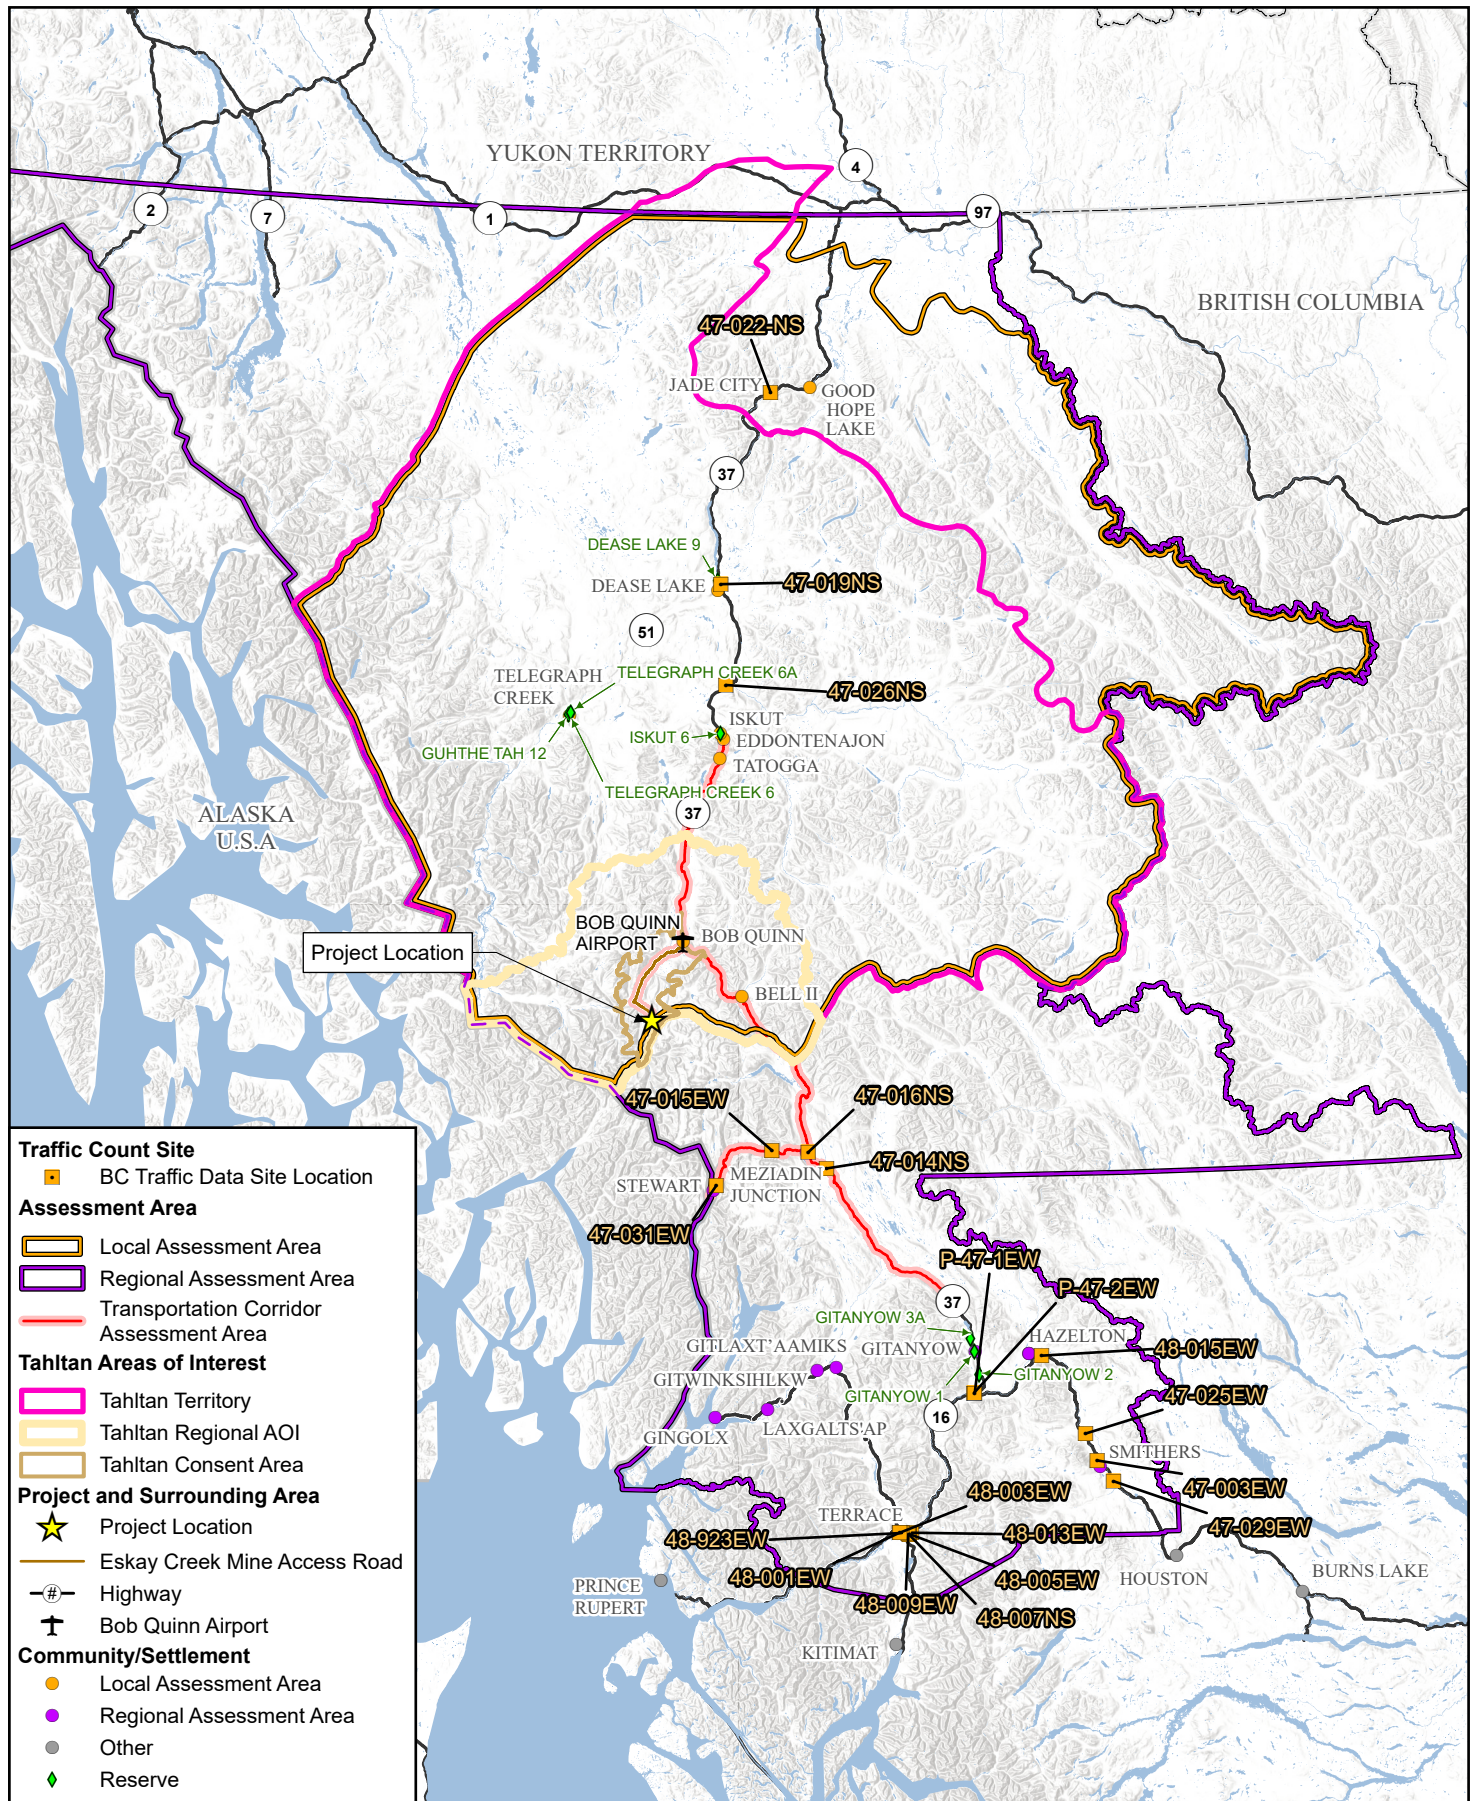 YUKON TERRITORY
4
2
7
1
97
BRITISH COLUMBIA
47-022-NS
JADE CITY
GOOD
HOPE
LAKE
37
DEASE LAKE 9
DEASE LAKE
47-019NS
51
TELEGRAPH
CREEK
TELEGRAPH CREEK 6A
47-026NS
ISKUT
ISKUT 6
EDDONTENAJON
GUHTHE TAH 12
TATOGGA
TELEGRAPH CREEK 6
37
ALASKA
U.S.A
BOB QUINN
AIRPORT
BOB QUINN
Project Location
BELL II
47-015EW
47-016NS
47-014NS
MEZIADIN
JUNCTION
STEWART
47-031EW
P-47-1EW
P-47-2EW
37
GITANYOW 3A
HAZELTON
GITLAXT'AAMIKS
GITANYOW
48-015EW
GITWINKSIHLKW
GITANYOW 2
GITANYOW 1
47-025EW
16
LAXGALTS'AP
GINGOLX
SMITHERS
47-003EW
48-003EW
TERRACE
47-029EW
48-923EW
48-013EW
48-001EW
48-005EW
HOUSTON
BURNS LAKE
PRINCE
RUPERT
48-009EW
48-007NS
KITIMAT
Traffic Count Site
BC Traffic Data Site Location
Assessment Area
Local Assessment Area
Regional Assessment Area
Transportation Corridor
Assessment Area
Tahltan Areas of Interest
Tahltan Territory
Tahltan Regional AOI
Tahltan Consent Area
Project and Surrounding Area
Project Location
Eskay Creek Mine Access Road
# Highway
Bob Quinn Airport
Community/Settlement
Local Assessment Area
Regional Assessment Area
Other
Reserve